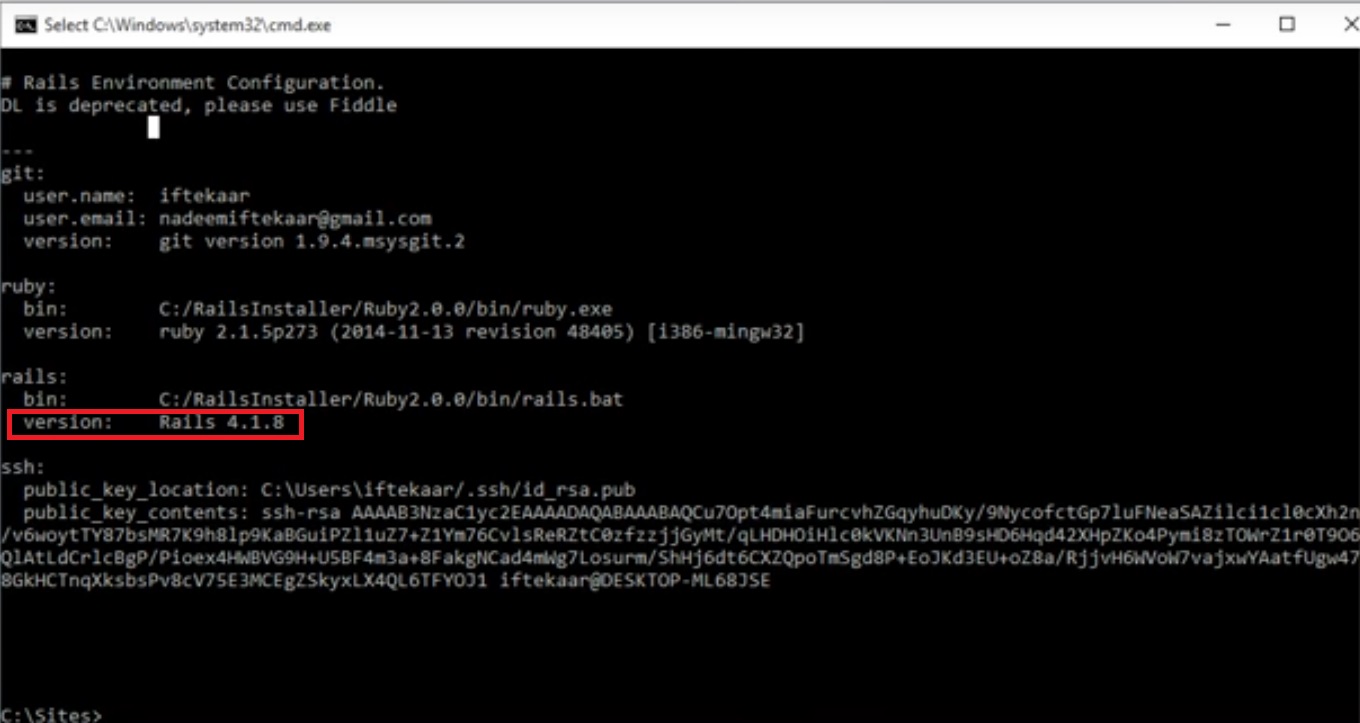 Select C:\Windows\system32\cmd.exe
# Rails Environment Configuration.
DL is deprecated, please use Fiddle
---
git:
user.name: iftekaar
user.email: nadeemiftekaar@gmail.com
version: git version 1.9.4.msysgit.2
ruby:
bin: C:/RailsInstaller/Ruby2.0.0/bin/ruby.exe
version: ruby 2.1.5p273 (2014-11-13 revision 48405) [i386-mingw32]
rails:
bin: C:/RailsInstaller/Ruby2.0.0/bin/rails.bat
version: Rails 4.1.8
ssh:
public_key_location: C:\Users\iftekaar/.ssh/id_rsa.pub
public_key_contents: ssh-rsa AAAAB3NzaC1yc2EAAAADAQABAAABAQCu7Opt4miaFurcvhZGqyhuDKy/9NycofctGp7luFNeaSAZilci1cl0cXh2n
/v6woytTY87bsMR7K9h8lp9KaBGuiPZl1uZ7+Z1Ym76CvlsReRZtC0zfzzjjGyMt/qLHDHOiHlc0kVKNn3UnB9sHD6Hqd42XHpZKo4Pymi8zTOWrZ1r0T9O6
QlAtLdCrlcBgP/Pioex4HWBVG9H+U5BF4m3a+8FakgNCad4mWg7Losurm/ShHj6dt6CXZQpoTmSgd8P+EoJKd3EU+oZ8a/RjjvH6WVoW7vajxwYAatfUgw47
8GkHCTnqXksbsPv8cV75E3MCEgZSkyxLX4QL6TFYOJ1 iftekaar@DESKTOP-ML68JSE
C:\Sites>